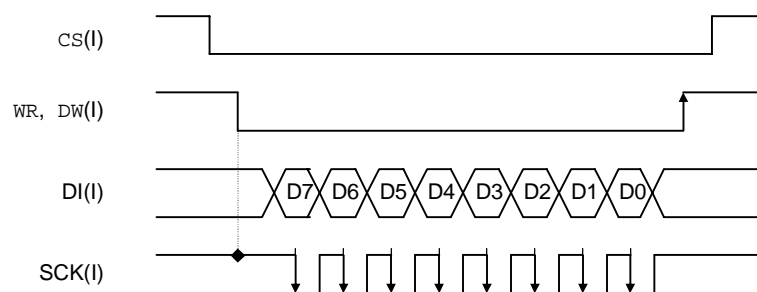 CS(I)
WR, DW(I)
DI(I) D7 D6 D5 D4 D3 D2 D1 D0
SCK(I)